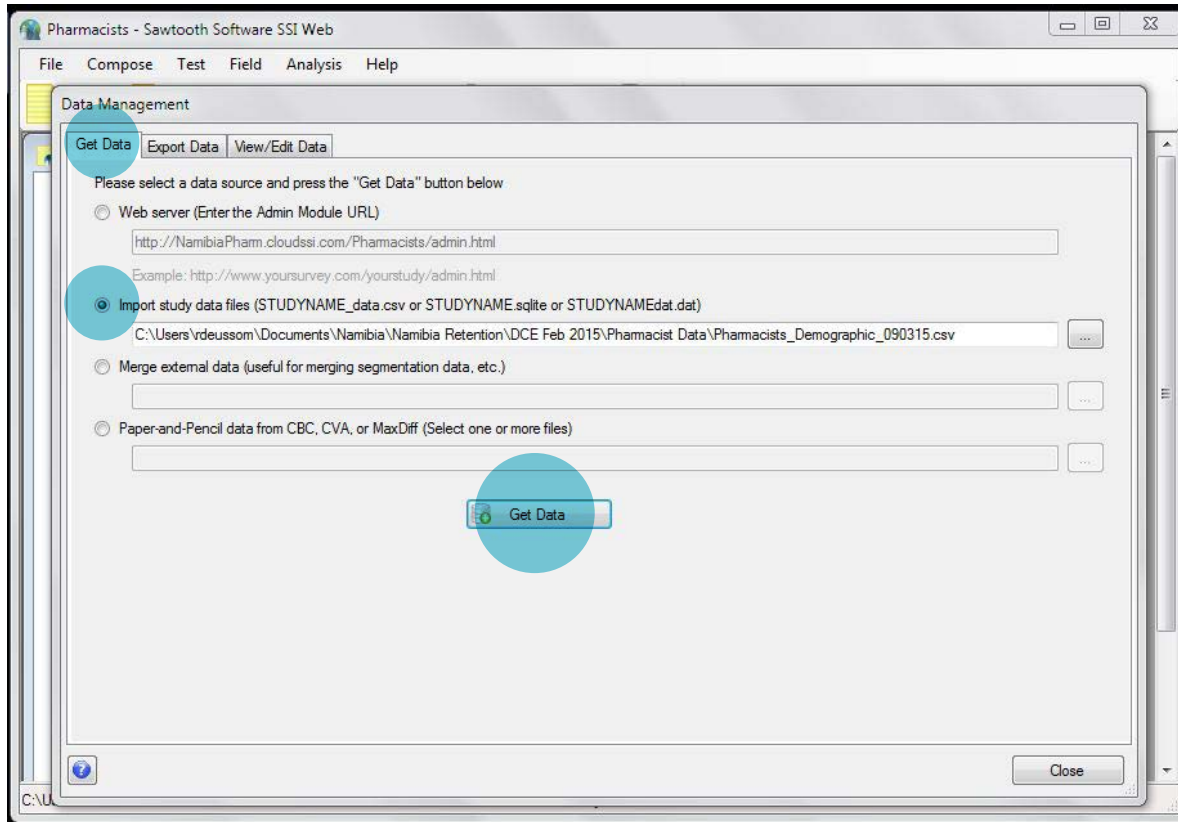 Pharmacists - Sawtooth Software SSI Web
File Compose Test Field Analysis Help
Data Management
Get Data Export Data View/Edit Data
Please select a data source and press the "Get Data" button below
Web server (Enter the Admin Module URL)
http://NamibiaPharm.cloudssi.com/Pharmacists/admin.html
Example: http://www.yoursurvey.com/yourstudy/admin.html
Import study data files (STUDYNAME_data.csv or STUDYNAME.sqlite or STUDYNAMEdat.dat)
C:\Users\rdeussom\Documents\Namibia\Namibia Retention\DCE Feb 2015\Pharmacist Data\Pharmacists_Demographic_090315.csv
...
Merge external data (useful for merging segmentation data, etc.)
...
Paper-and-Pencil data from CBC, CVA, or MaxDiff (Select one or more files)
...
Get Data
Close
C:\U